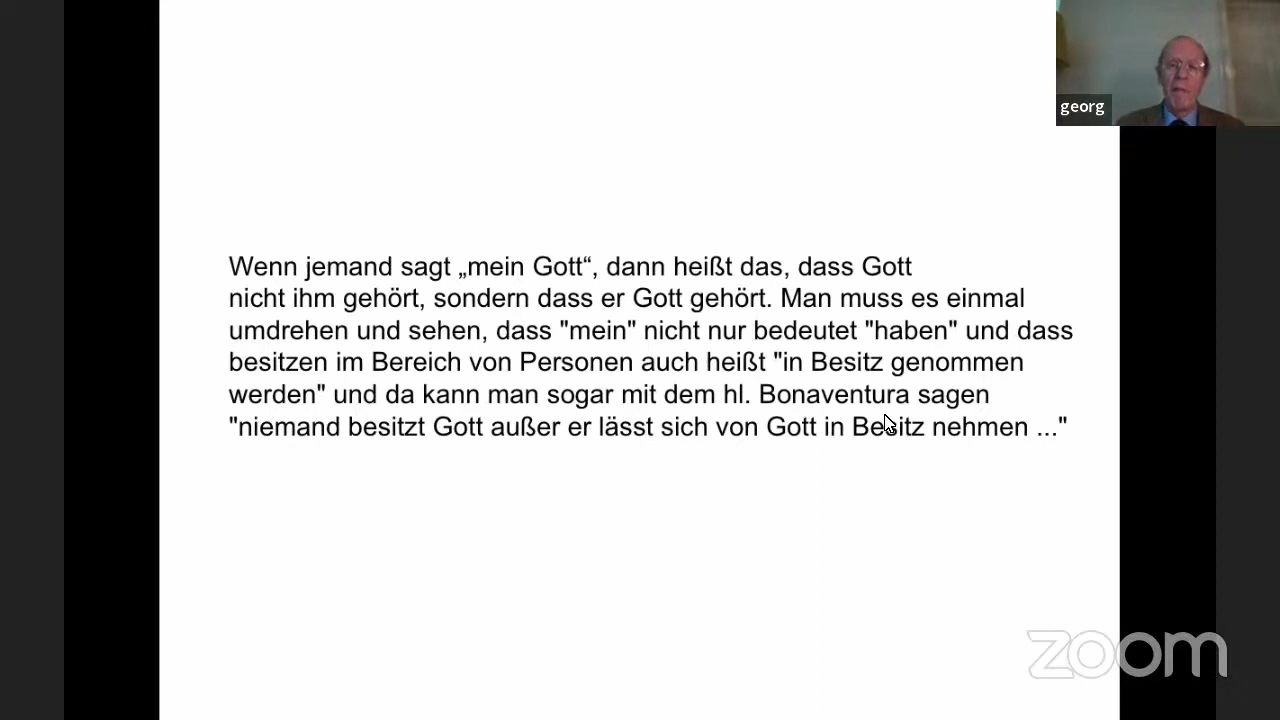 georg
Wenn jemand sagt „mein Gott“, dann heißt das, dass Gott
nicht ihm gehört, sondern dass er Gott gehört. Man muss es einmal
umdrehen und sehen, dass "mein" nicht nur bedeutet "haben" und dass
besitzen im Bereich von Personen auch heißt "in Besitz genommen
werden" und da kann man sogar mit dem hl. Bonaventura sagen
"niemand besitzt Gott außer er lässt sich von Gott in Besitz nehmen ..."
zoom